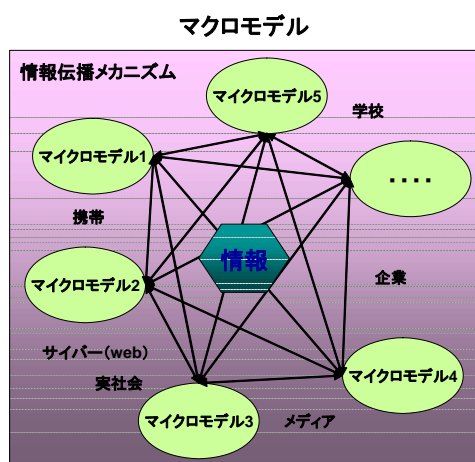 マクロモデル
情報伝播メカニズム
マイクロモデル5
学校
マイクロモデル1
・・・・
携帯
情報
マイクロモデル2
企業
サイバー(web)
実社会
マイクロモデル4
マイクロモデル3
メディア